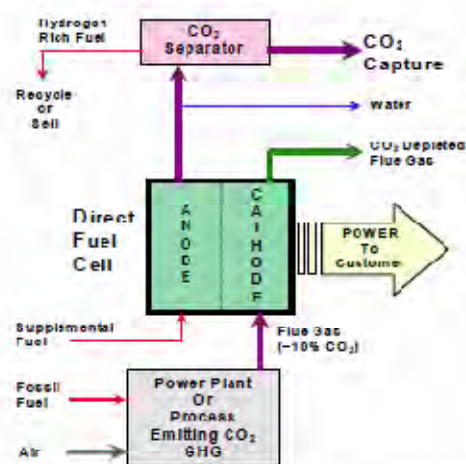 Hydrogen
Rich Fuel
CO2
Separator
CO2
Capture
Recycle
or
Sell
Water
CO2 Depleted
Flue Gas
Direct
Fuel
Cell
ANODE
CATHODE
POWER
To
Customer
Supplemental
Fuel
Flue Gas
(~10% CO2)
Fossil
Fuel
Power Plant
Or
Process
Emitting CO2
GHG
Air